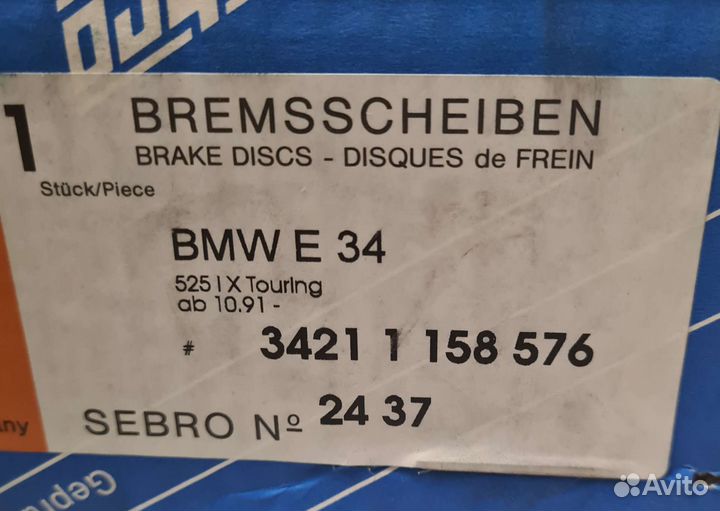 1
BREMSSCHEIBEN
BRAKE DISCS - DISQUES de FREIN
Stück/Piece
BMW E 34
525 I X Touring
ab 10.91 -
# 3421 1 158 576
SEBRO Nº 24 37
Avito